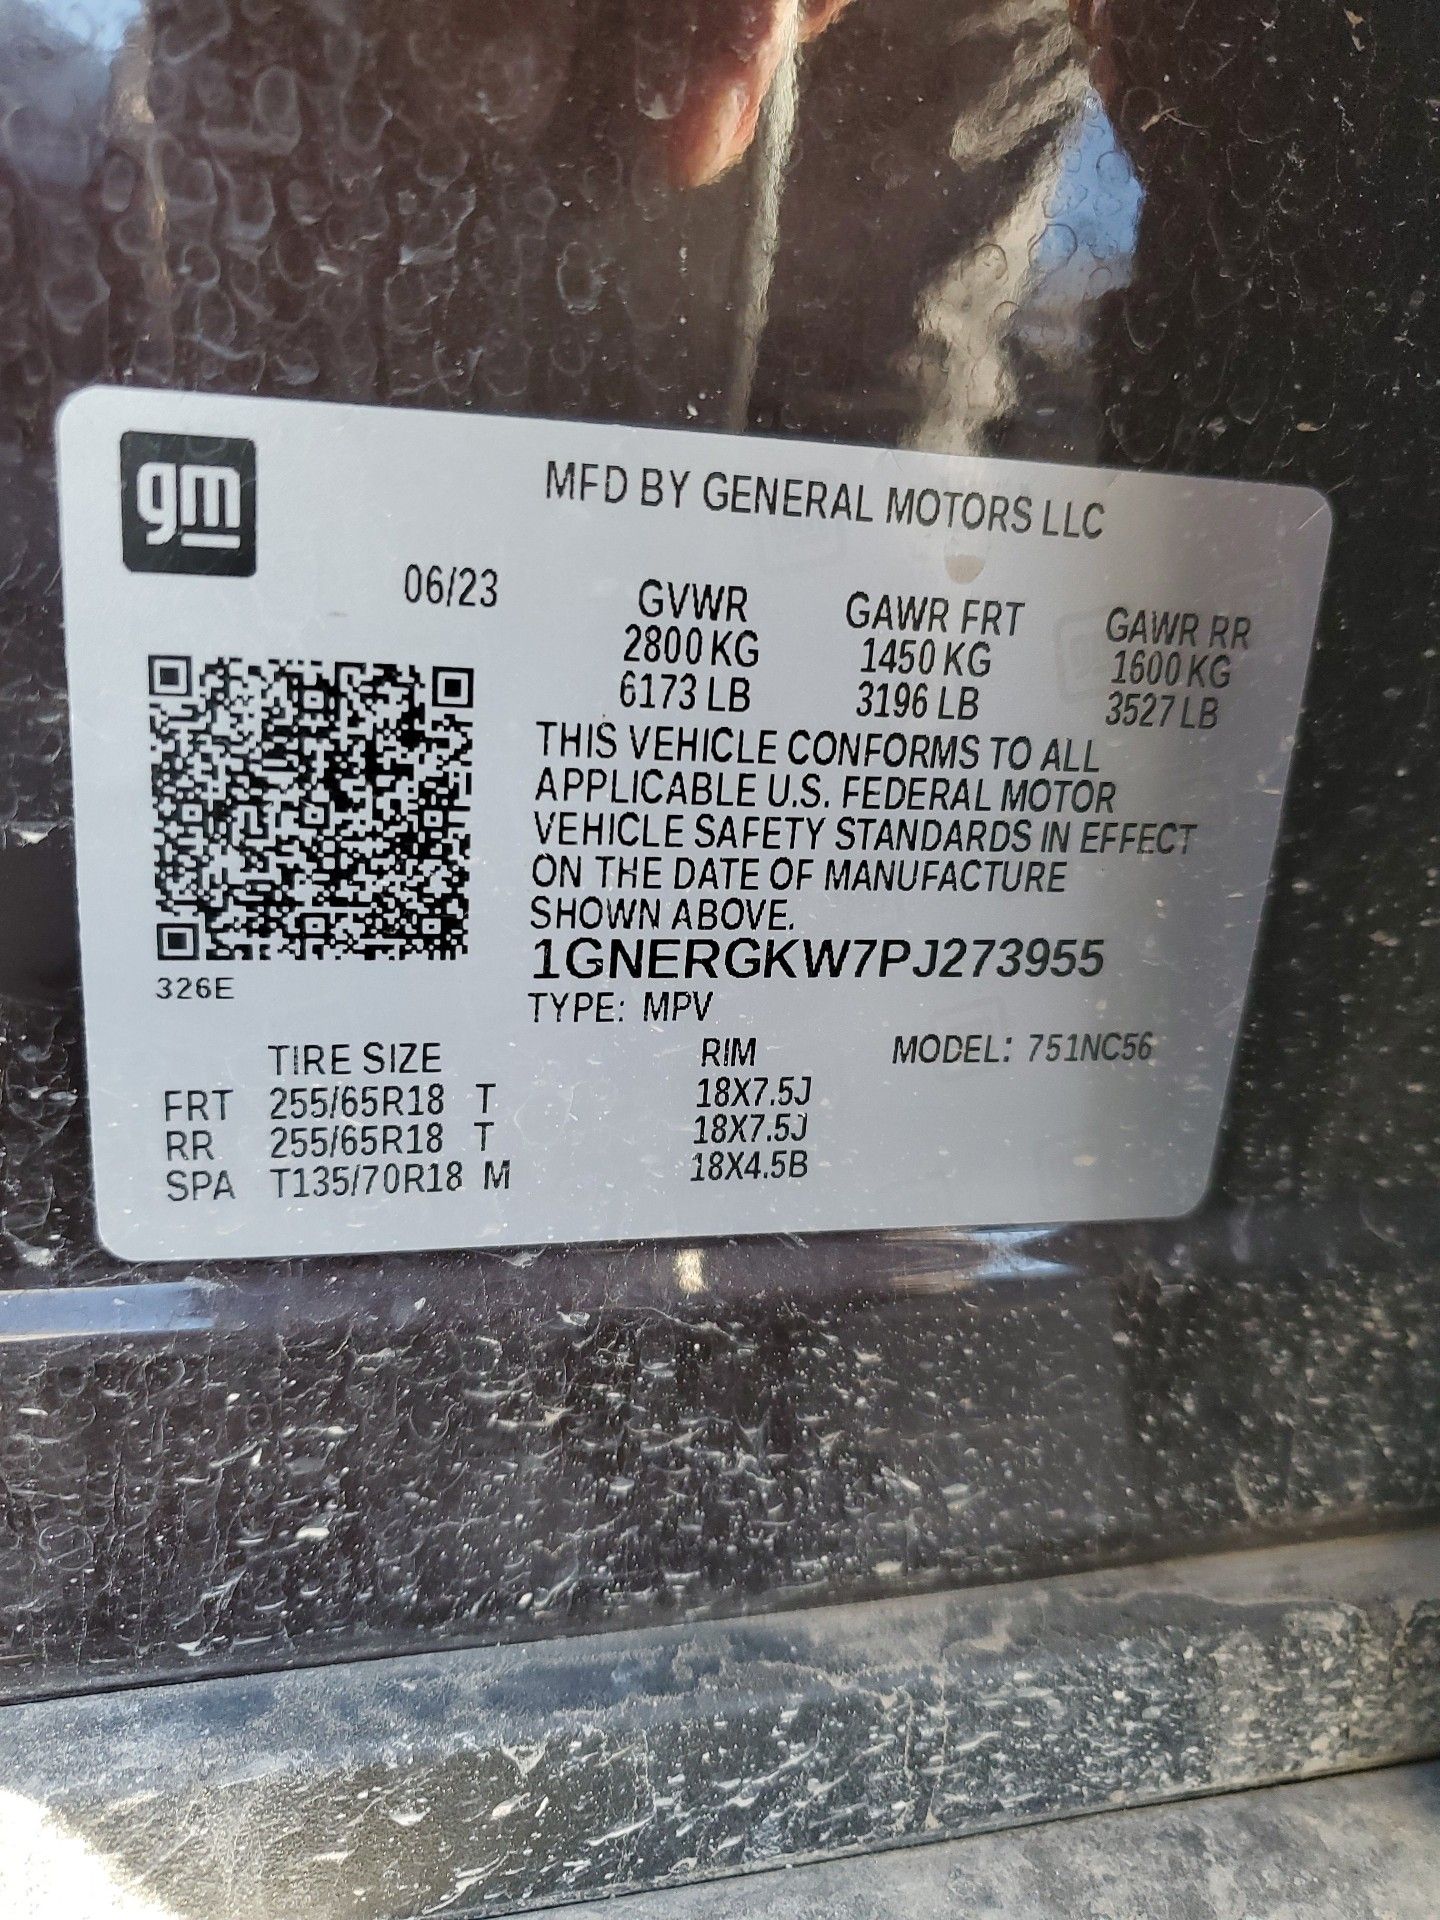 gm
MFD BY GENERAL MOTORS LLC
06/23
GVWR GAWR FRT GAWR RR
2800 KG 1450 KG 1600 KG
6173 LB 3196 LB 3527 LB
THIS VEHICLE CONFORMS TO ALL
APPLICABLE U.S. FEDERAL MOTOR
VEHICLE SAFETY STANDARDS IN EFFECT
ON THE DATE OF MANUFACTURE
SHOWN ABOVE.
1GNERGKW7PJ273955
326E
TYPE: MPV
TIRE SIZE RIM MODEL: 751NC56
FRT 255/65R18 T 18X7.5J
RR 255/65R18 T 18X7.5J
SPA T135/70R18 M 18X4.5B